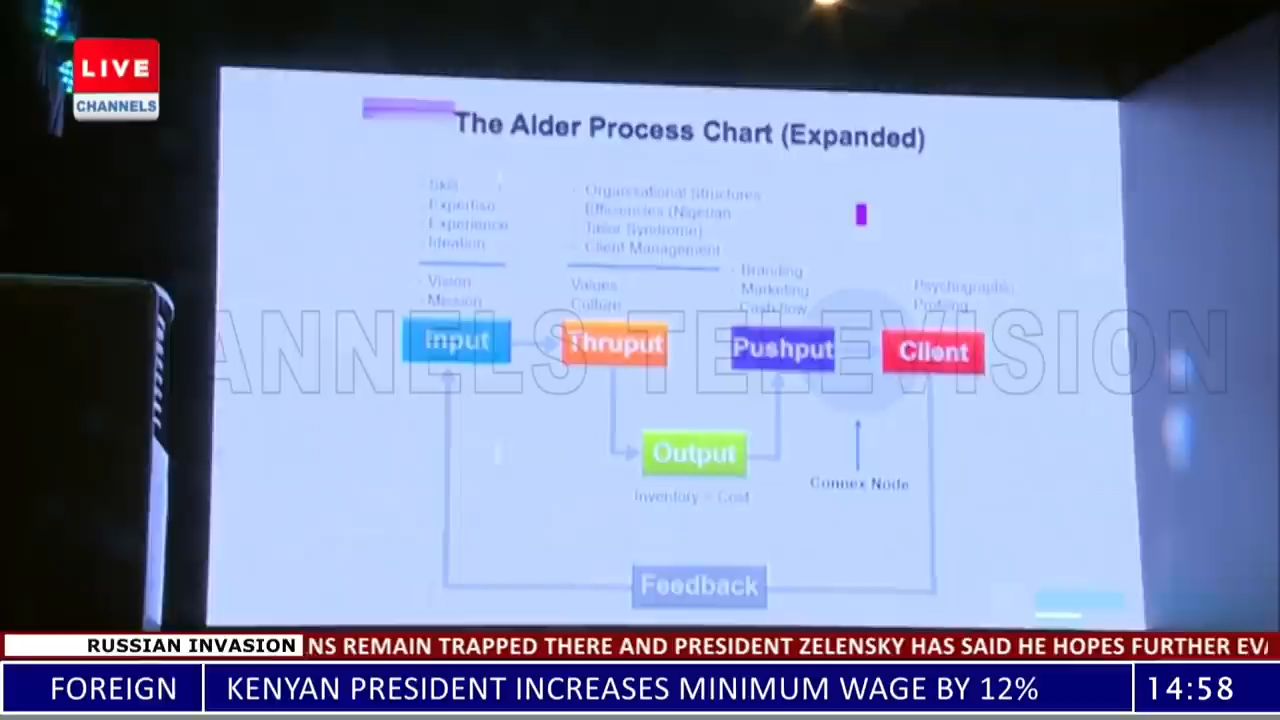 LIVE
CHANNELS
The Alder Process Chart (Expanded)
- Skill
- Expertise
- Experience
- Ideation
- Vision
- Mission
- Organisational Structures
- Efficiencies (Nigerian
- Tailor Syndrome)
- Client Management
Values
Culture
- Branding
Marketing
Cash flow
Psychographic
Profiling
ANNELS TELEVISION
Input
Thruput
Pushput
Client
Output
Inventory = Cost
Connex Node
Feedback
RUSSIAN INVASION
NS REMAIN TRAPPED THERE AND PRESIDENT ZELENSKY HAS SAID HE HOPES FURTHER EV
FOREIGN
KENYAN PRESIDENT INCREASES MINIMUM WAGE BY 12%
14:58